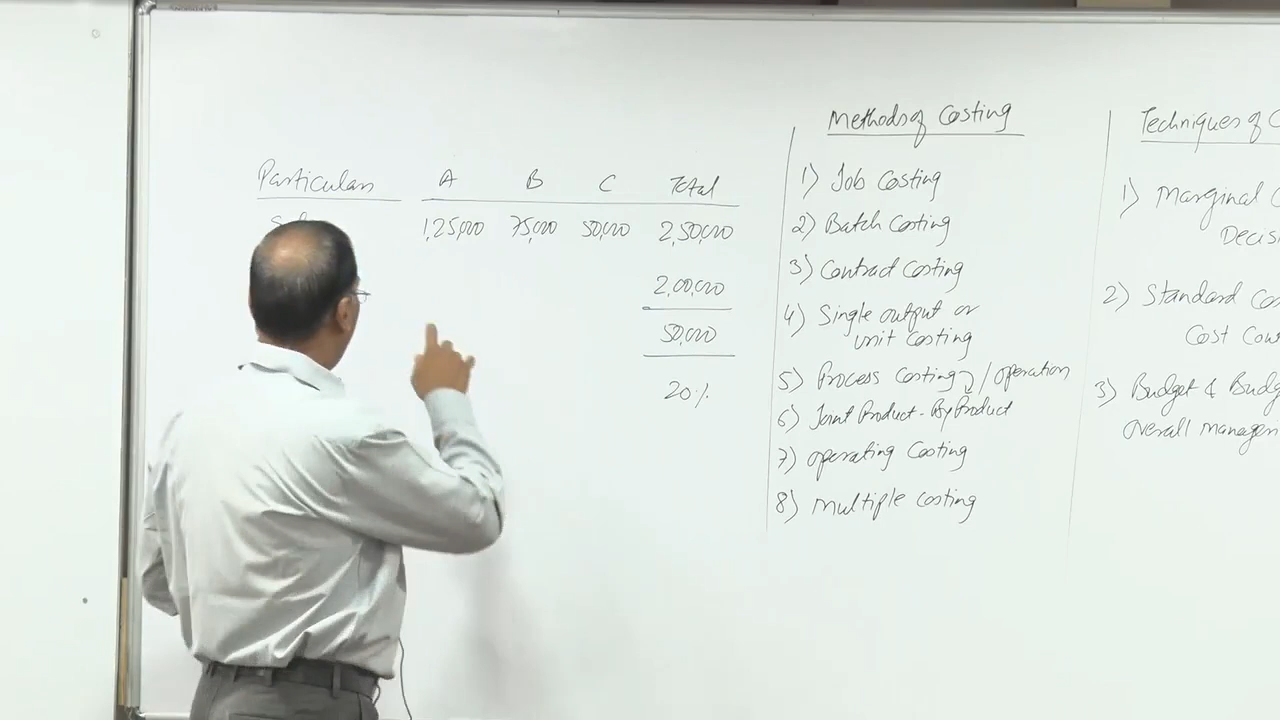 Particulars A B C Total
1,25,000 75,000 50,000 2,50,000
2,00,000
50,000
20%
Methods of Costing
1) Job Costing
2) Batch Costing
3) Contract Costing
4) Single output or
unit Costing
5) Process Costing / operation
6) Joint Product - By Product
7) operating Costing
8) multiple Costing
Techniques of C
1) Marginal C
Decis
2) Standard Cos
Cost Con
3) Budget & Budg
overall managem